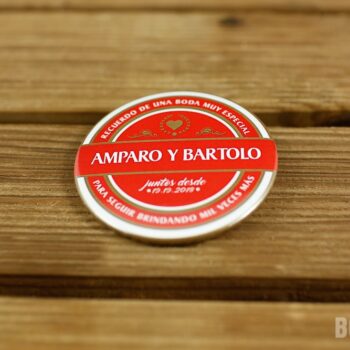 RECUERDO DE UNA BODA MUY ESPECIAL
AMPARO Y BARTOLO
juntos desde
PARA SEGUIR BRINDANDO MIL VECES MÁS
B